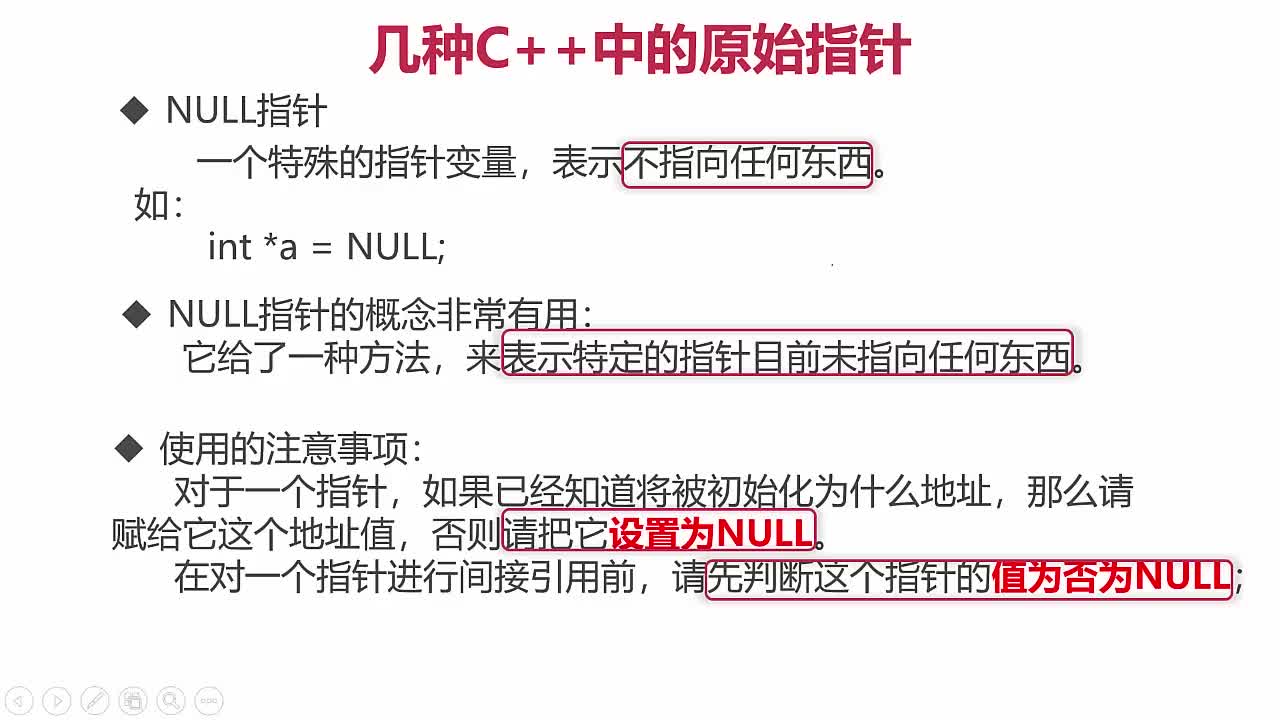 几种C++中的原始指针
◆ NULL指针
一个特殊的指针变量，表示不指向任何东西。
如：
int *a = NULL;
◆ NULL指针的概念非常有用：
它给了一种方法，来表示特定的指针目前未指向任何东西。
◆ 使用的注意事项：
对于一个指针，如果已经知道将被初始化为什么地址，那么请
赋给它这个地址值，否则请把它设置为NULL。
在对一个指针进行间接引用前，请先判断这个指针的值为否为NULL；